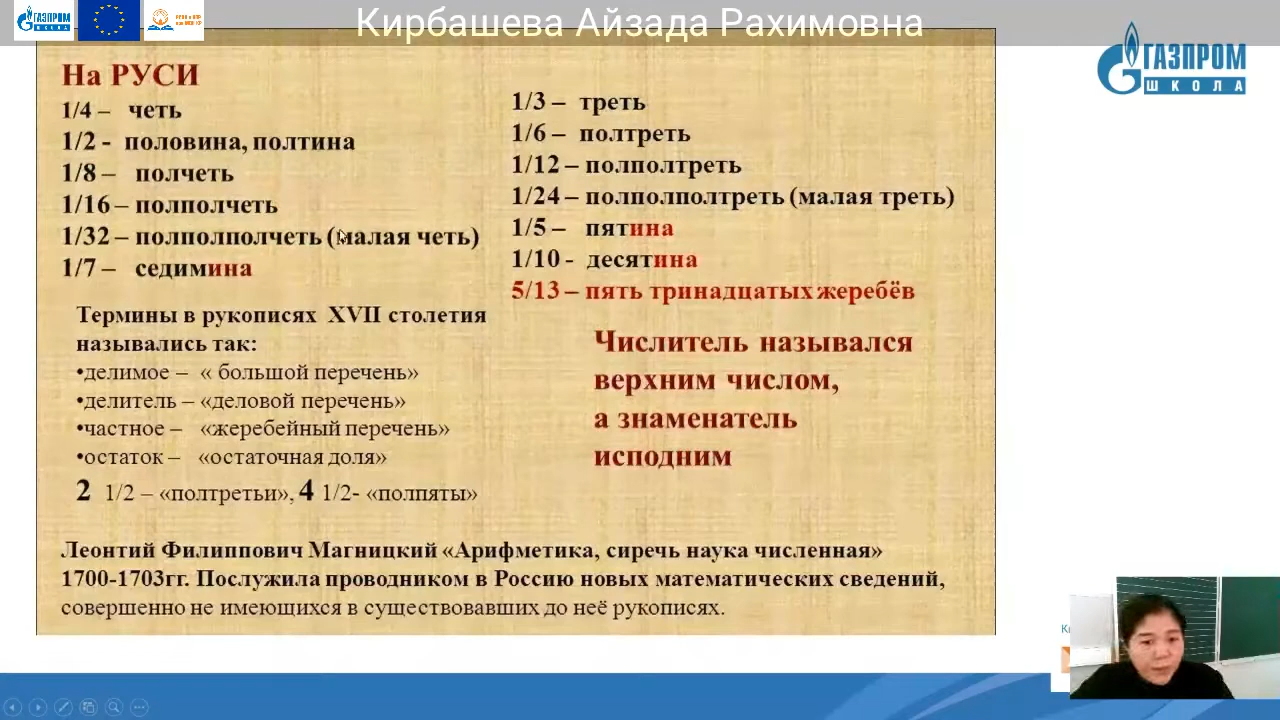 Кирбашева Айзада Рахимовна
ГАЗПРОМ
ШКОЛА
На РУСИ
1/4 – четь
1/2 - половина, полтина
1/8 – полчеть
1/16 – полполчеть
1/32 – полполполчеть (малая четь)
1/7 – седимина
1/3 – треть
1/6 – полтреть
1/12 – полполтреть
1/24 – полполполтреть (малая треть)
1/5 – пятина
1/10 - десятина
5/13 – пять тринадцатых жеребёв
Термины в рукописях XVII столетия
назывались так:
•делимое – « большой перечень»
•делитель – «деловой перечень»
•частное – «жеребейный перечень»
•остаток – «остаточная доля»
2 1/2 – «полтретьи», 4 1/2- «полпяты»
Числитель назывался
верхним числом,
а знаменатель
исподним
Леонтий Филиппович Магницкий «Арифметика, сиречь наука численная»
1700-1703гг. Послужила проводником в Россию новых математических сведений,
совершенно не имеющихся в существовавших до неё рукописях.